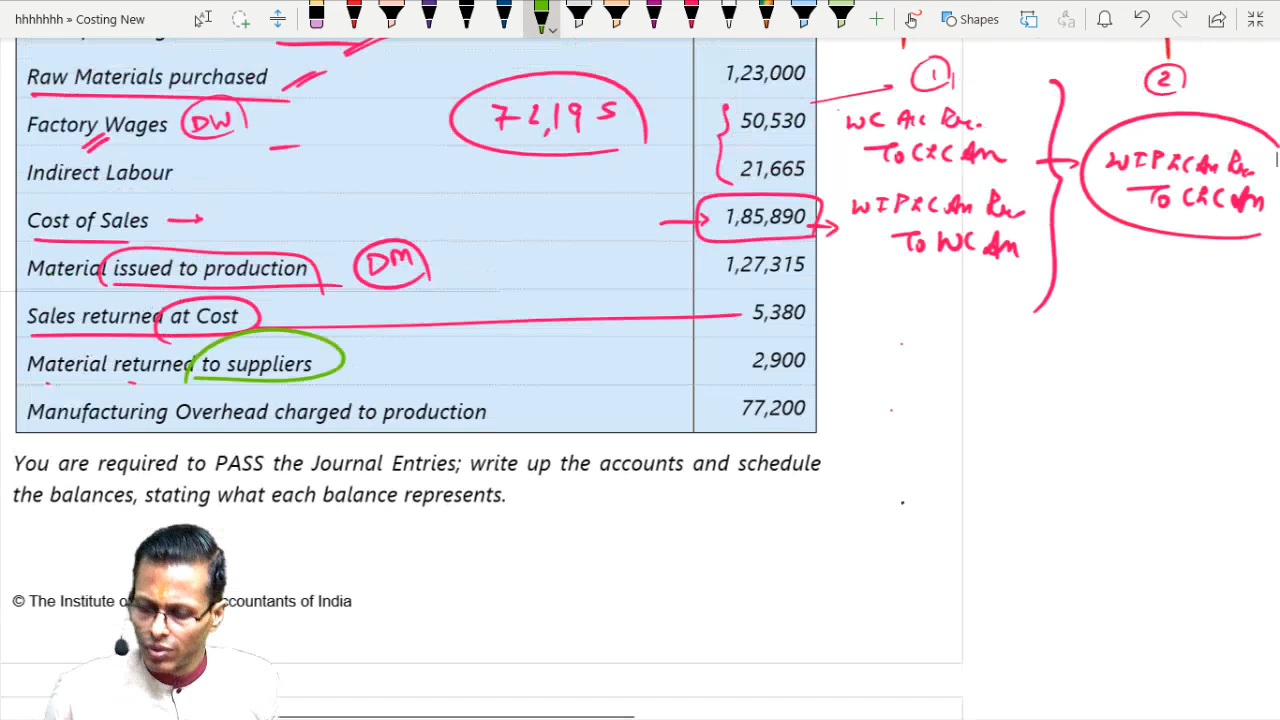 hhhhhhh » Costing New
Shapes
Raw Materials purchased 1,23,000
Factory Wages DW 50,530
72,195
Indirect Labour 21,665
Cost of Sales 1,85,890
Material issued to production DM 1,27,315
Sales returned at Cost 5,380
Material returned to suppliers 2,900
Manufacturing Overhead charged to production 77,200
1
WC A/c
To
WIP
To WC
2
WIP
To
You are required to PASS the Journal Entries; write up the accounts and schedule
the balances, stating what each balance represents.
© The Institute o ccountants of India